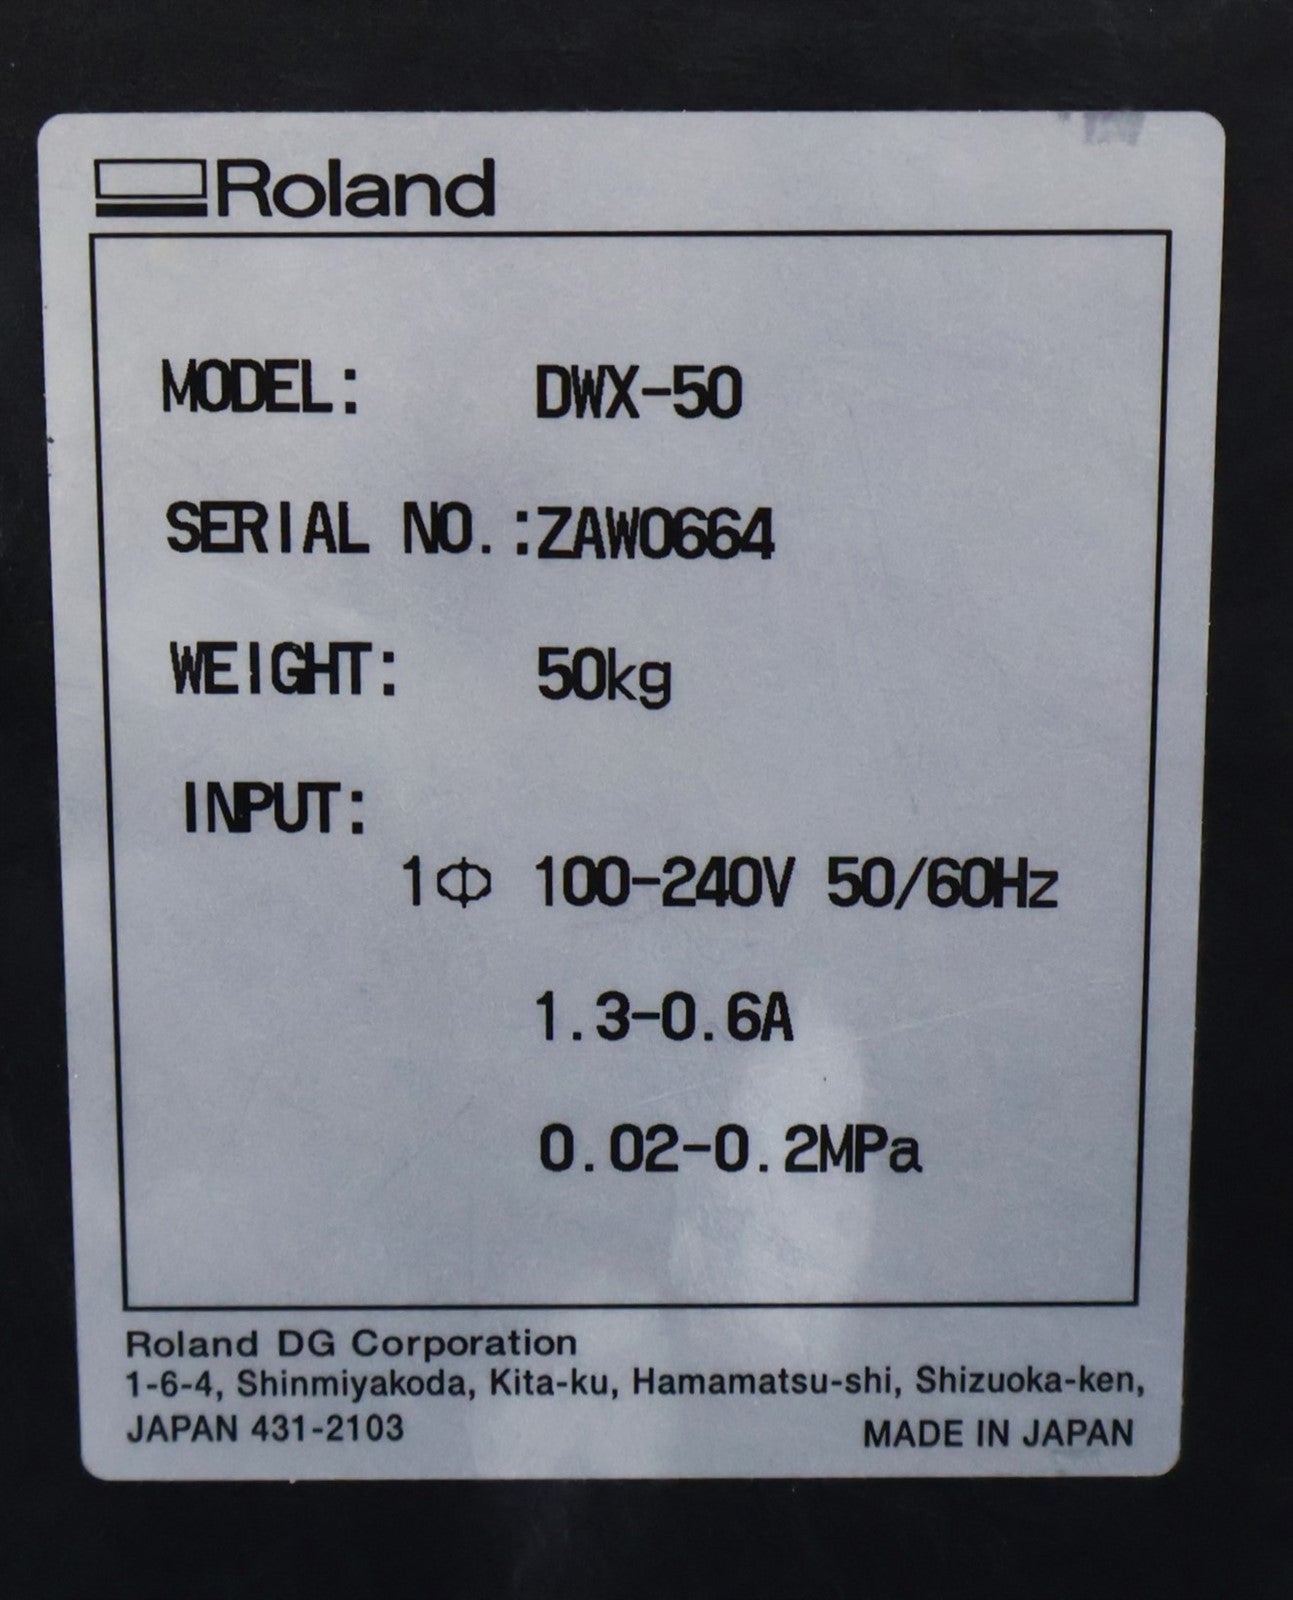 Roland
MODEL: DWX-50
SERIAL NO.:ZAW0664
WEIGHT: 50kg
INPUT:
1Φ 100-240V 50/60Hz
1.3-0.6A
0.02-0.2MPa
Roland DG Corporation
1-6-4, Shinmiyakoda, Kita-ku, Hamamatsu-shi, Shizuoka-ken,
JAPAN 431-2103 MADE IN JAPAN